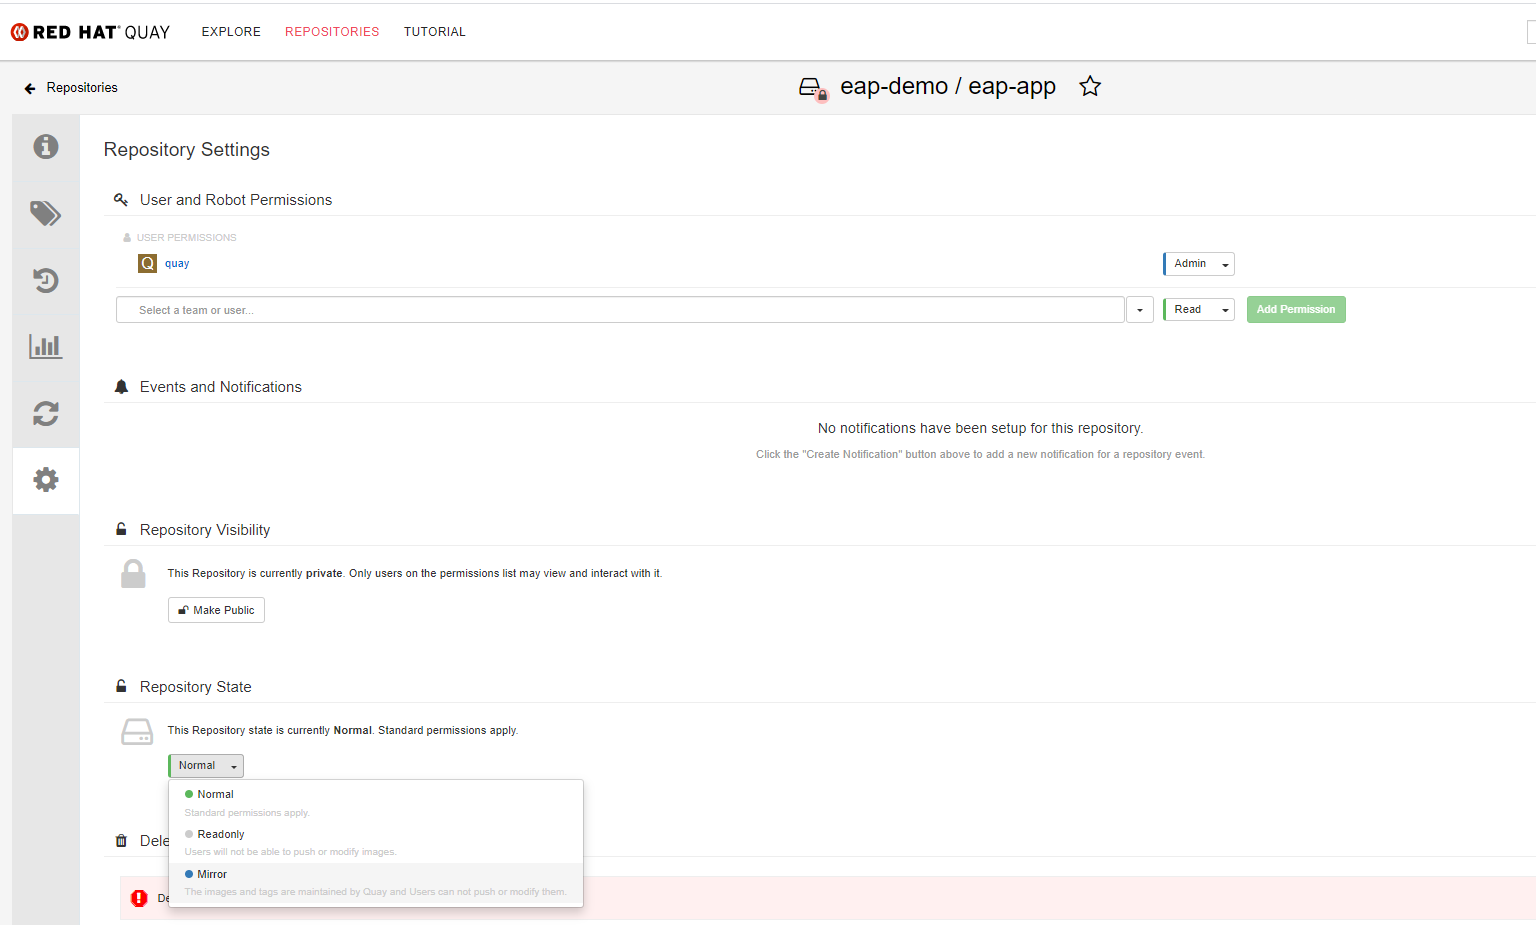 RED HAT® QUAY EXPLORE REPOSITORIES TUTORIAL
Repositories
eap-demo / eap-app
Repository Settings
User and Robot Permissions
USER PERMISSIONS
Q quay Admin
Select a team or user... Read Add Permission
Events and Notifications
No notifications have been setup for this repository.
Click the "Create Notification" button above to add a new notification for a repository event.
Repository Visibility
This Repository is currently private. Only users on the permissions list may view and interact with it.
Make Public
Repository State
This Repository state is currently Normal. Standard permissions apply.
Normal
Normal
Standard permissions apply.
Readonly
Users will not be able to push or modify images.
Mirror
The images and tags are maintained by Quay and Users can not push or modify them.
Dele
De